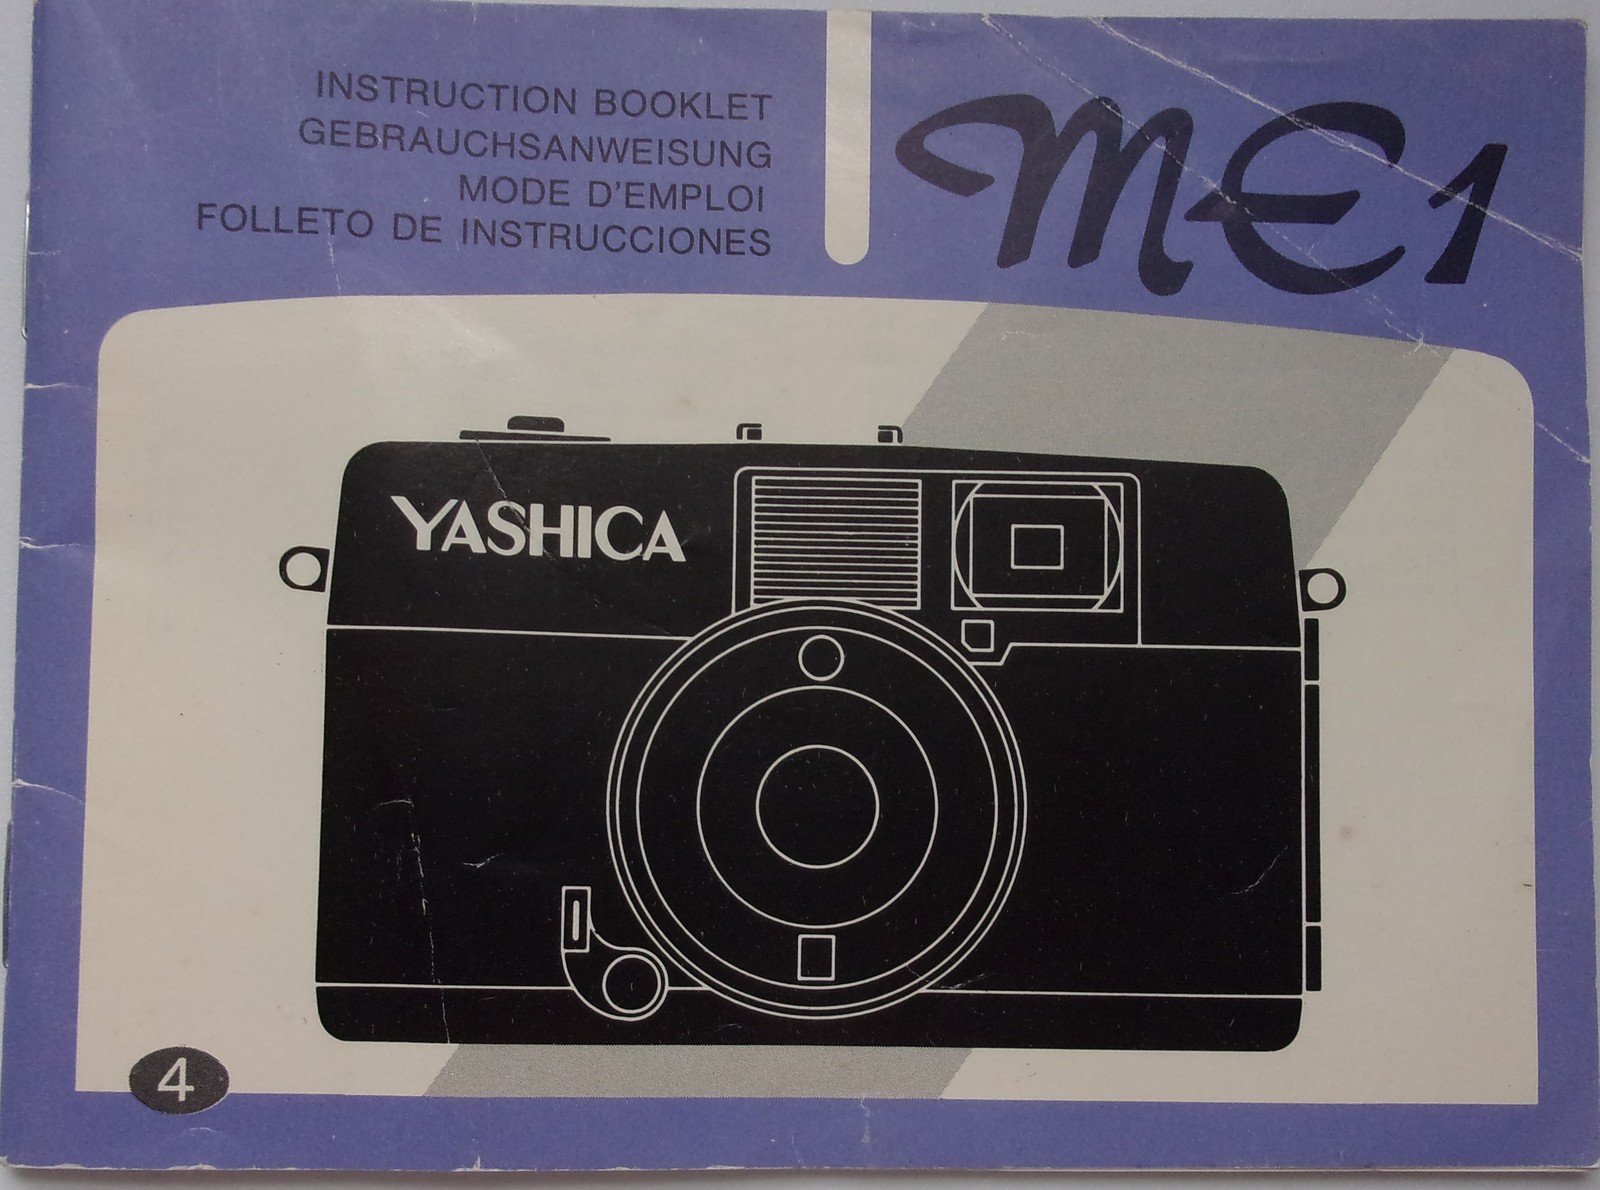 INSTRUCTION BOOKLET
GEBRAUCHSANWEISUNG
MODE D'EMPLOI
FOLLETO DE INSTRUCCIONES
ME1
YASHICA
4